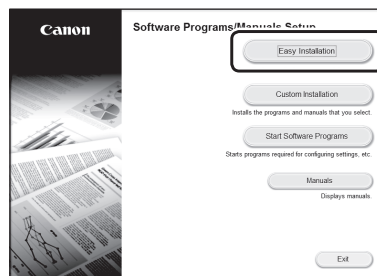 Canon
Software Programs/Manuals Setup
Easy Installation
Custom Installation
Installs the programs and manuals that you select.
Start Software Programs
Starts programs required for configuring settings, etc.
Manuals
Displays manuals.
Exit